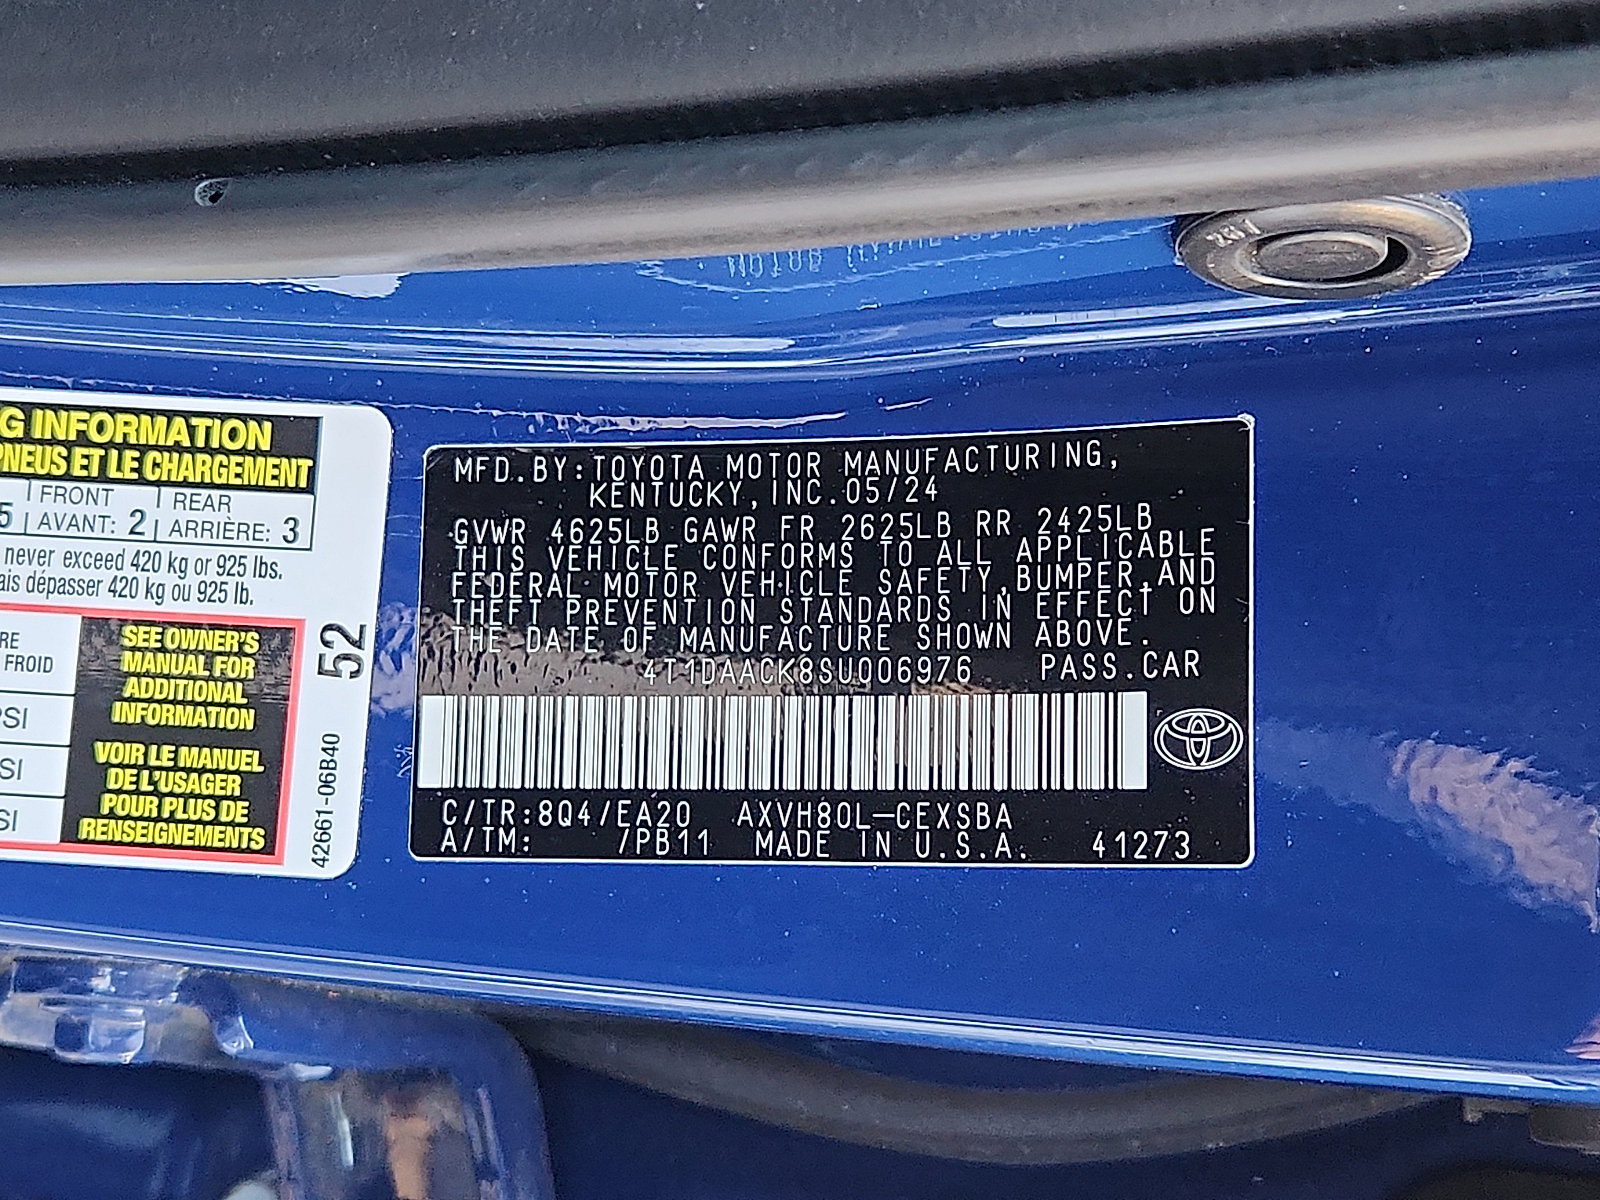 G INFORMATION
PNEUS ET LE CHARGEMENT
5 FRONT REAR
AVANT: 2 ARRIÈRE: 3
never exceed 420 kg or 925 lbs.
ais dépasser 420 kg ou 925 lb.
RE
FROID
PSI
SI
SI
SEE OWNER'S
MANUAL FOR
ADDITIONAL
INFORMATION
VOIR LE MANUEL
DE L'USAGER
POUR PLUS DE
RENSEIGNEMENTS
52
42661-06B40
MFD.BY:TOYOTA MOTOR MANUFACTURING,
KENTUCKY,INC.05/24
GVWR 4625LB GAWR FR 2625LB RR 2425LB
THIS VEHICLE CONFORMS TO ALL APPLICABLE
FEDERAL MOTOR VEHICLE SAFETY,BUMPER,AND
THEFT PREVENTION STANDARDS IN EFFECT ON
THE DATE OF MANUFACTURE SHOWN ABOVE.
4T1DAACK8SU006976 PASS.CAR
C/TR:8Q4/EA20 AXVH80L-CEXSBA
A/TM: /PB11 MADE IN U.S.A. 41273